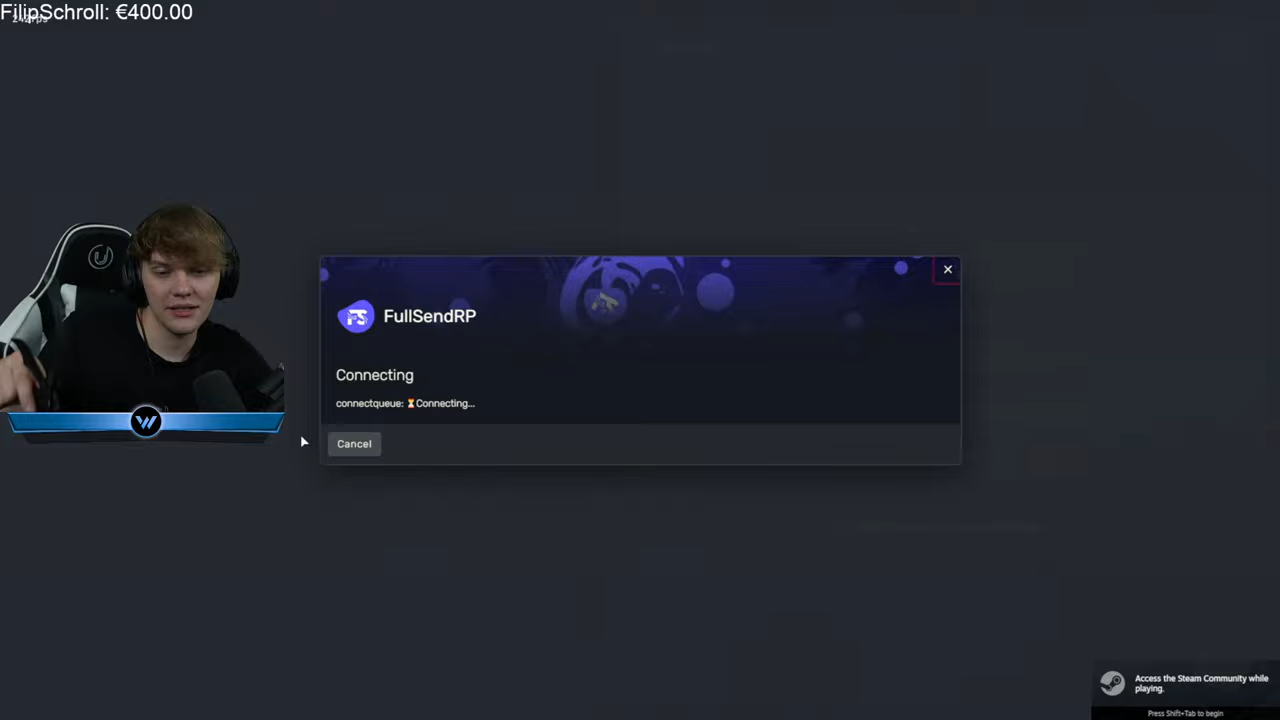 FilipSchroll: €400.00
FullSendRP
Connecting
connectqueue: ⏳Connecting...
Cancel
Access the Steam Community while
playing.
Press Shift+Tab to begin